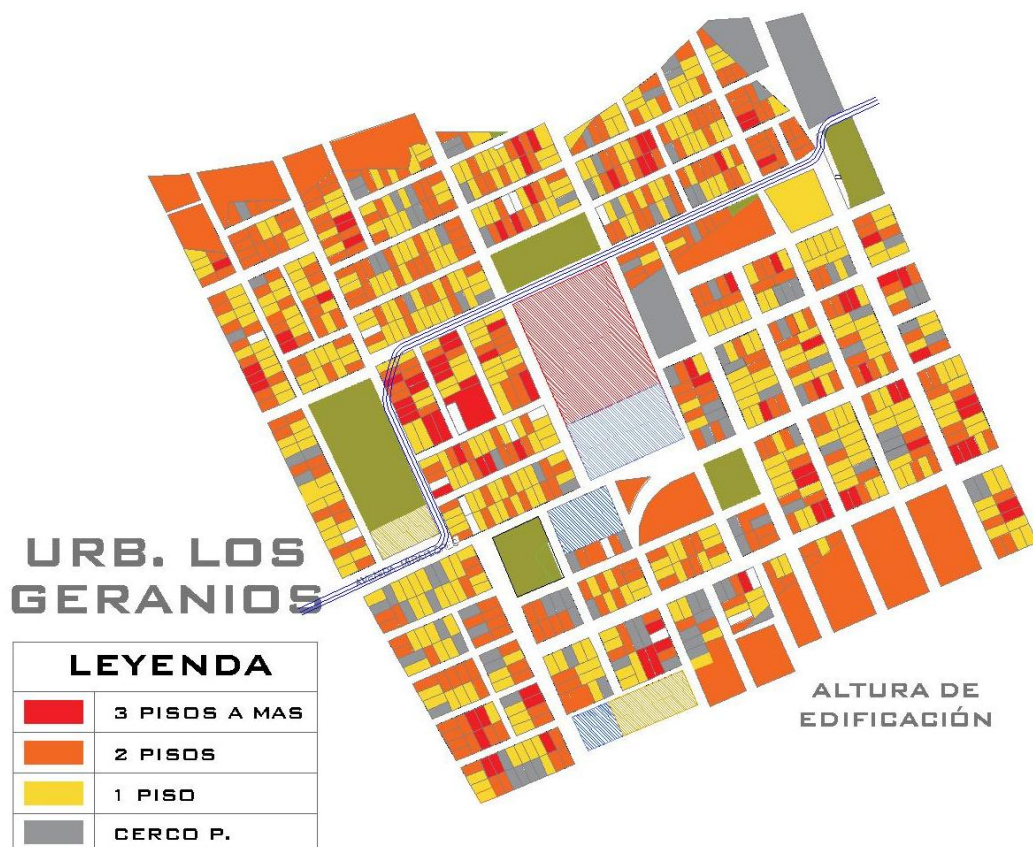 URB. LOS
GERANIOS
LEYENDA
3 PISOS A MAS
2 PISOS
1 PISO
CERCO P.
ALTURA DE
EDIFICACIÓN